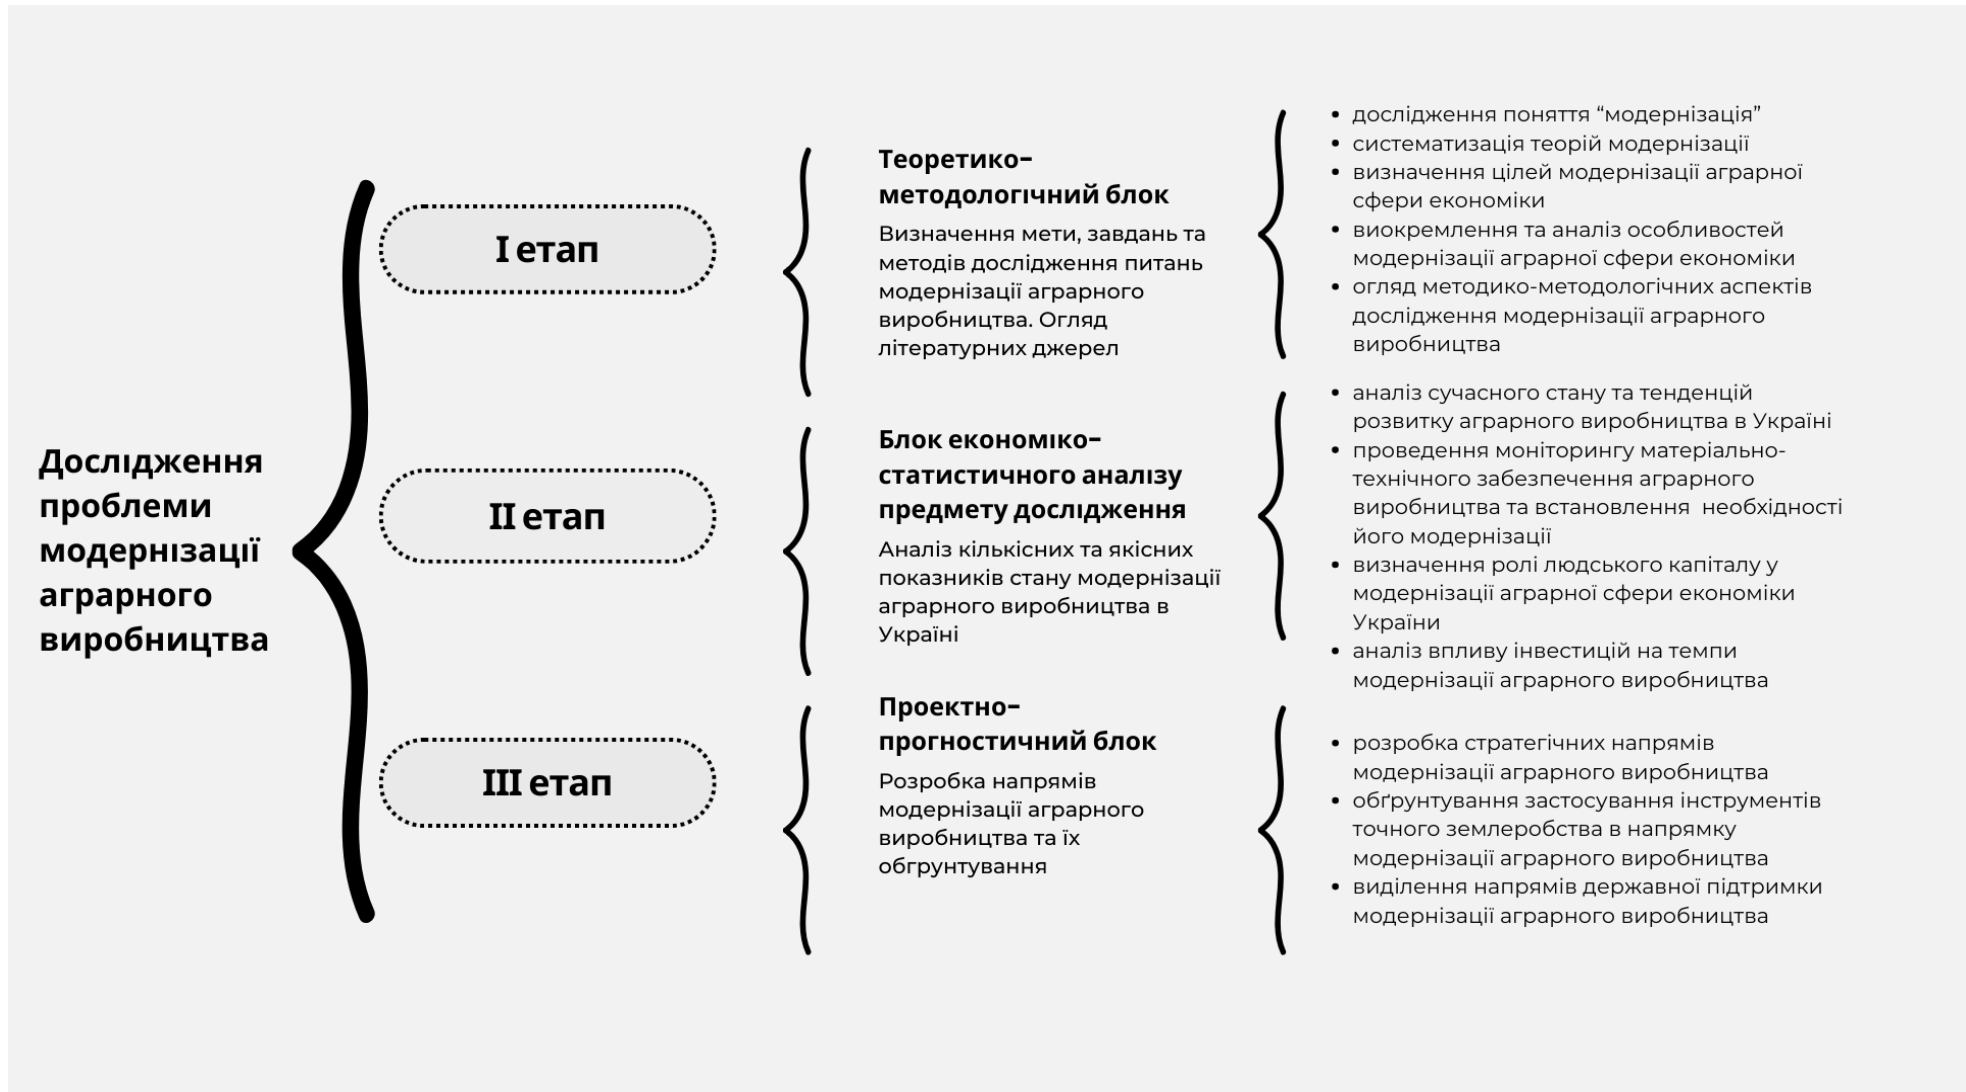 Дослідження
проблеми
модернізації
аграрного
виробництва
I етап
Теоретико-
методологічний блок
Визначення мети, завдань та
методів дослідження питань
модернізації аграрного
виробництва. Огляд
літературних джерел
• дослідження поняття “модернізація”
• систематизація теорій модернізації
• визначення цілей модернізації аграрної
сфери економіки
• виокремлення та аналіз особливостей
модернізації аграрної сфери економіки
• огляд методико-методологічних аспектів
дослідження модернізації аграрного
виробництва
II етап
Блок економіко-
статистичного аналізу
предмету дослідження
Аналіз кількісних та якісних
показників стану модернізації
аграрного виробництва в
Україні
• аналіз сучасного стану та тенденцій
розвитку аграрного виробництва в Україні
• проведення моніторингу матеріально-
технічного забезпечення аграрного
виробництва та встановлення  необхідності
його модернізації
• визначення ролі людського капіталу у
модернізації аграрної сфери економіки
України
• аналіз впливу інвестицій на темпи
модернізації аграрного виробництва
III етап
Проектно-
прогностичний блок
Розробка напрямів
модернізації аграрного
виробництва та їх
обгрунтування
• розробка стратегічних напрямів
модернізації аграрного виробництва
• обґрунтування застосування інструментів
точного землеробства в напрямку
модернізації аграрного виробництва
• виділення напрямів державної підтримки
модернізації аграрного виробництва